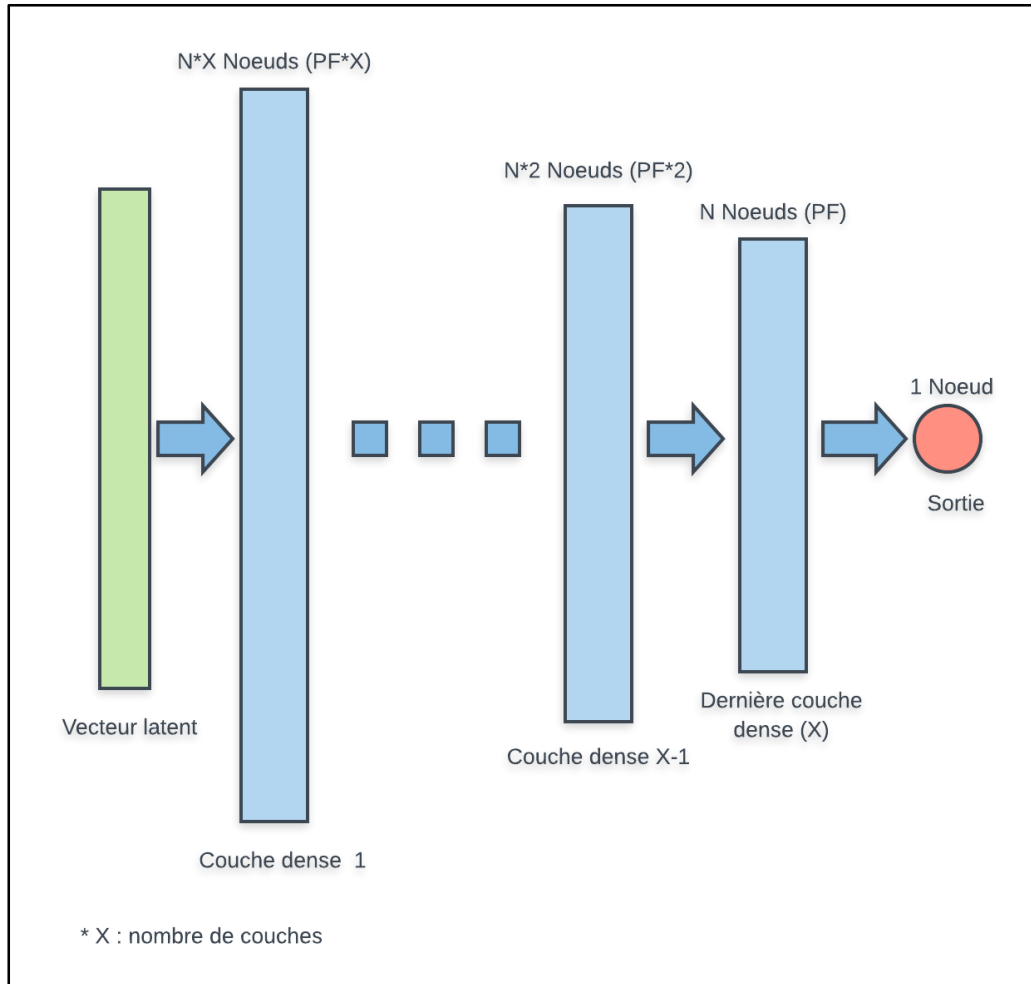 N*X Noeuds (PF*X)
N*2 Noeuds (PF*2)
N Noeuds (PF)
1 Noeud
Sortie
Vecteur latent
Dernière couche
dense (X)
Couche dense X-1
Couche dense 1
* X : nombre de couches